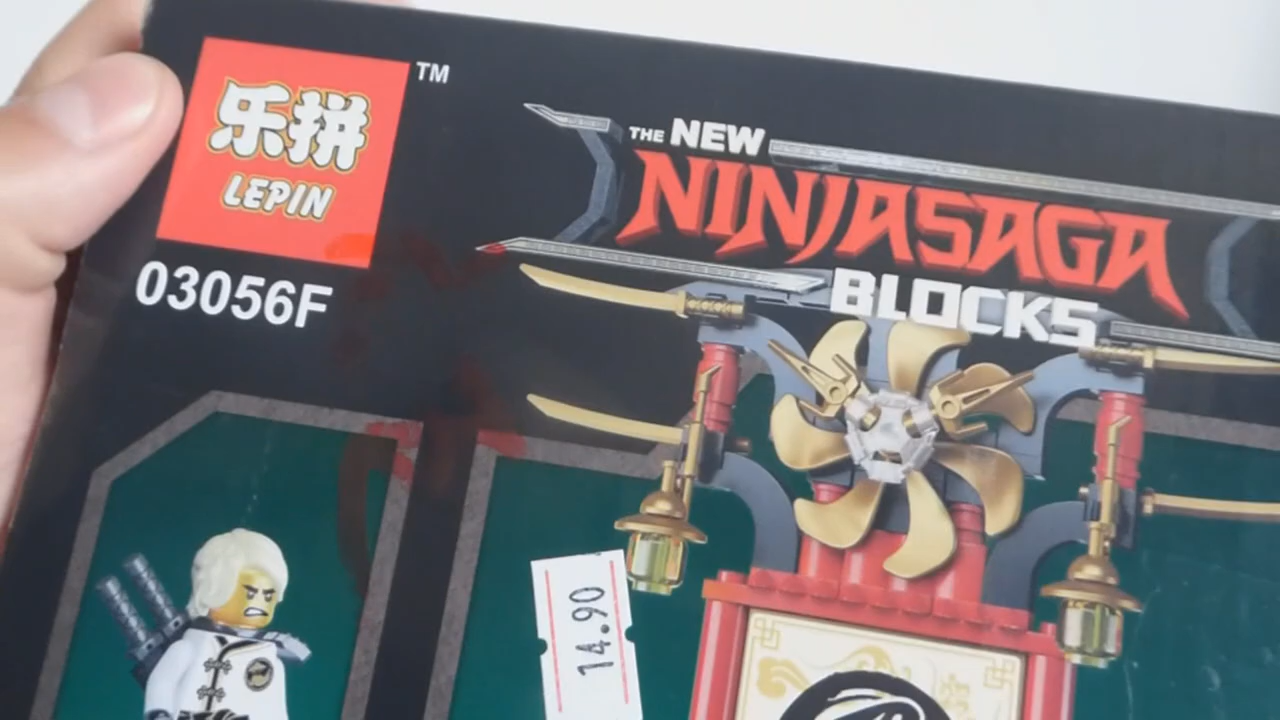 乐拼
LEPIN
TM
03056F
THE NEW
NINJASAGA
BLOCKS
14.90